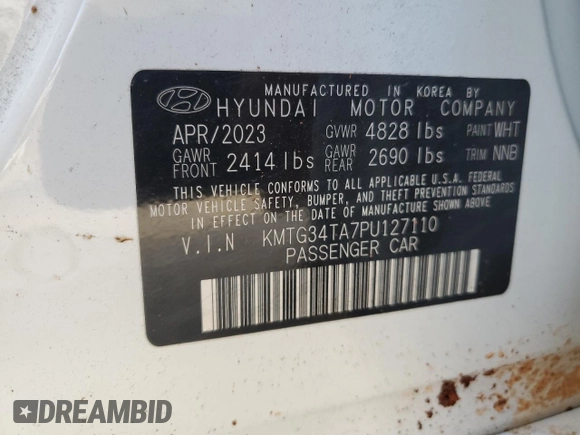 MANUFACTURED IN KOREA BY
HYUNDAI MOTOR COMPANY
APR/2023 GVWR 4828 lbs PAINT WHT
GAWR FRONT 2414 lbs GAWR REAR 2690 lbs TRIM NNB
THIS VEHICLE CONFORMS TO ALL APPLICABLE U.S.A. FEDERAL
MOTOR VEHICLE SAFETY, BUMPER, AND THEFT PREVENTION STANDARDS
IN EFFECT ON THE DATE OF MANUFACTURE SHOWN ABOVE.
V.I.N KMTG34TA7PU127110
PASSENGER CAR
DREAMBID